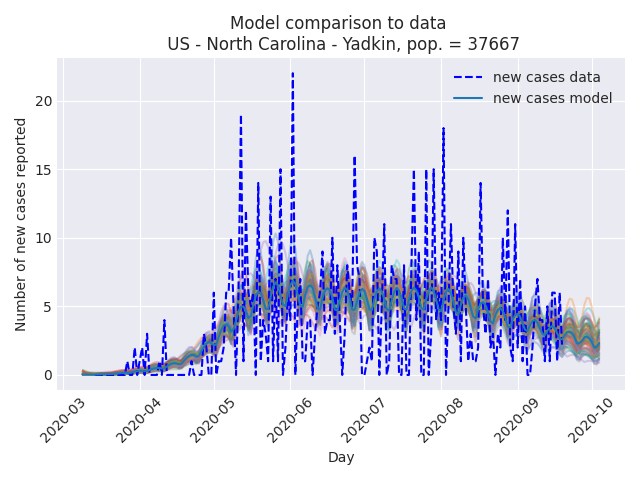 Model comparison to data
US - North Carolina - Yadkin, pop. = 37667
new cases data
new cases model
Number of new cases reported
20
15
10
5
0
2020-03
2020-04
2020-05
2020-06
2020-07
2020-08
2020-09
2020-10
Day